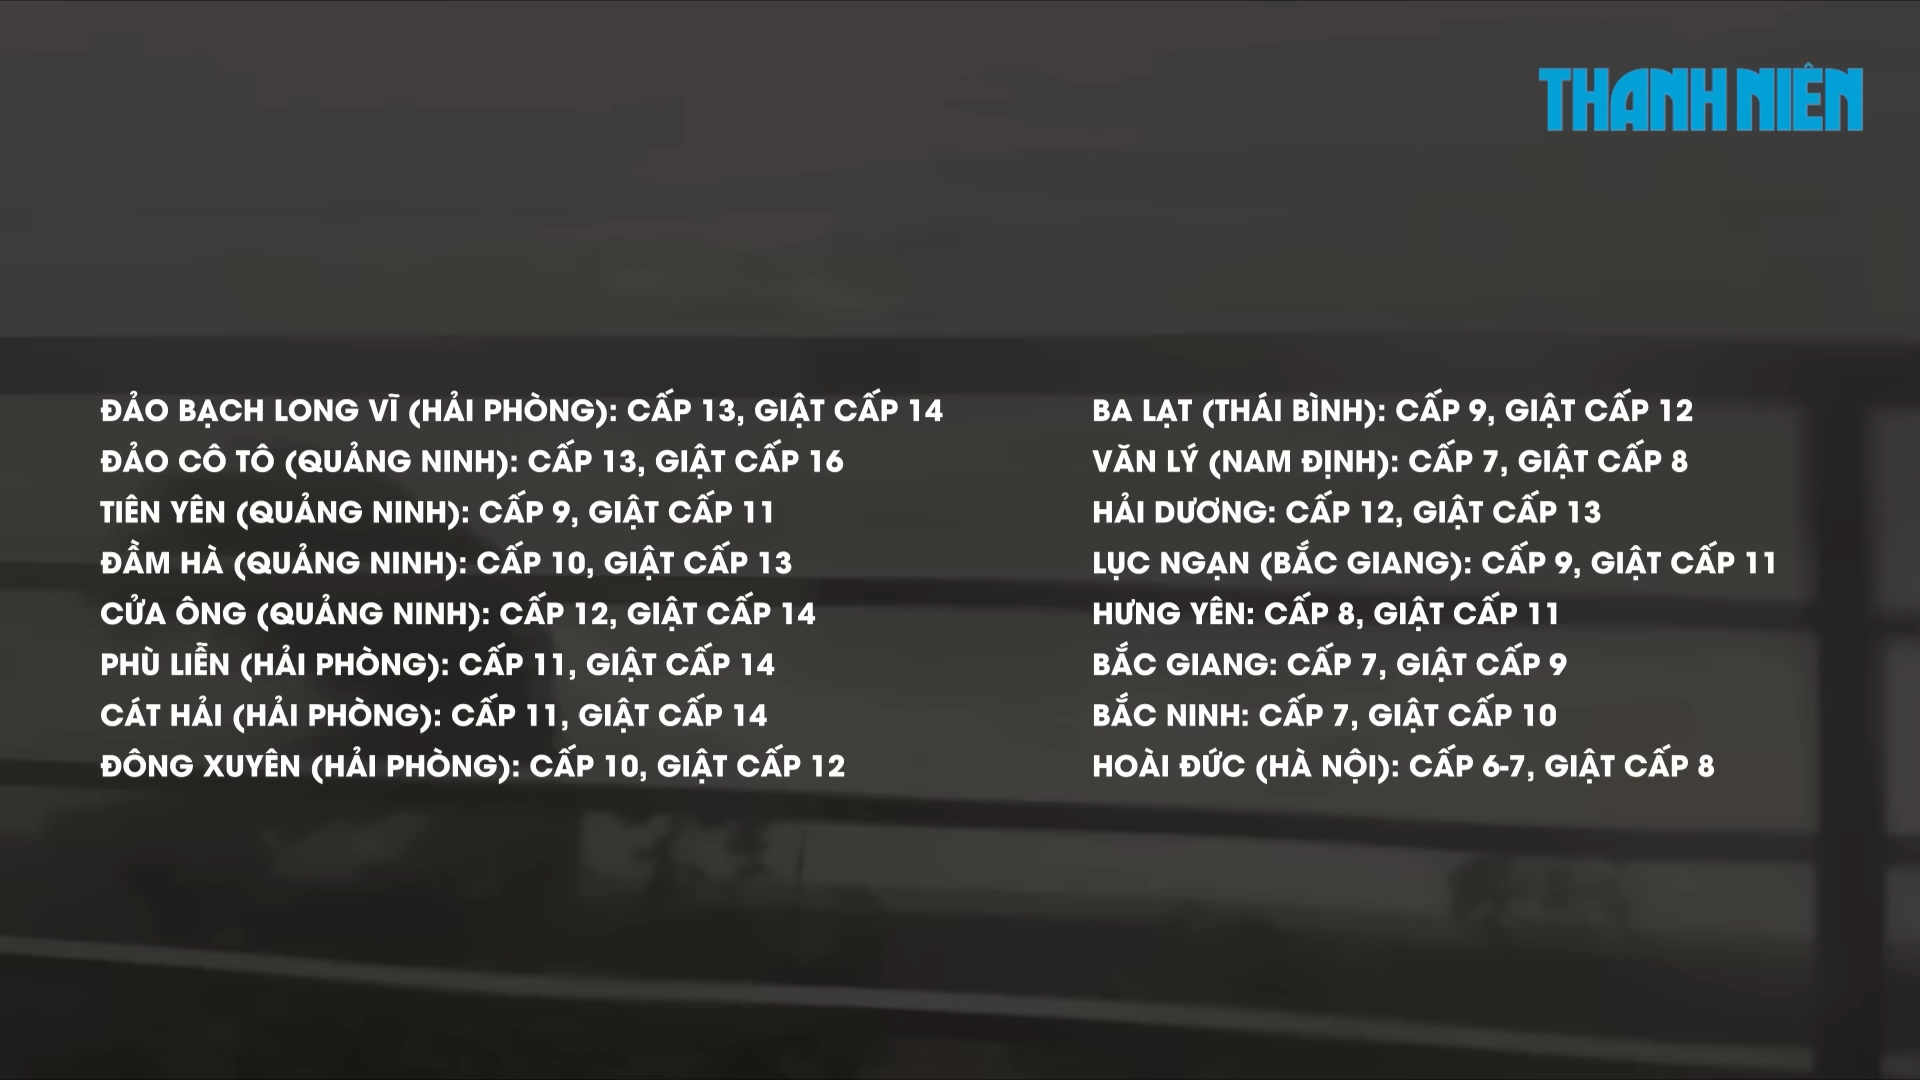 THANH NIÊN
ĐẢO BẠCH LONG VĨ (HẢI PHÒNG): CẤP 13, GIẬT CẤP 14
ĐẢO CÔ TÔ (QUẢNG NINH): CẤP 13, GIẬT CẤP 16
TIÊN YÊN (QUẢNG NINH): CẤP 9, GIẬT CẤP 11
ĐẦM HÀ (QUẢNG NINH): CẤP 10, GIẬT CẤP 13
CỬA ÔNG (QUẢNG NINH): CẤP 12, GIẬT CẤP 14
PHÙ LIỄN (HẢI PHÒNG): CẤP 11, GIẬT CẤP 14
CÁT HẢI (HẢI PHÒNG): CẤP 11, GIẬT CẤP 14
ĐÔNG XUYÊN (HẢI PHÒNG): CẤP 10, GIẬT CẤP 12
BA LẠT (THÁI BÌNH): CẤP 9, GIẬT CẤP 12
VĂN LÝ (NAM ĐỊNH): CẤP 7, GIẬT CẤP 8
HẢI DƯƠNG: CẤP 12, GIẬT CẤP 13
LỤC NGẠN (BẮC GIANG): CẤP 9, GIẬT CẤP 11
HƯNG YÊN: CẤP 8, GIẬT CẤP 11
BẮC GIANG: CẤP 7, GIẬT CẤP 9
BẮC NINH: CẤP 7, GIẬT CẤP 10
HOÀI ĐỨC (HÀ NỘI): CẤP 6-7, GIẬT CẤP 8